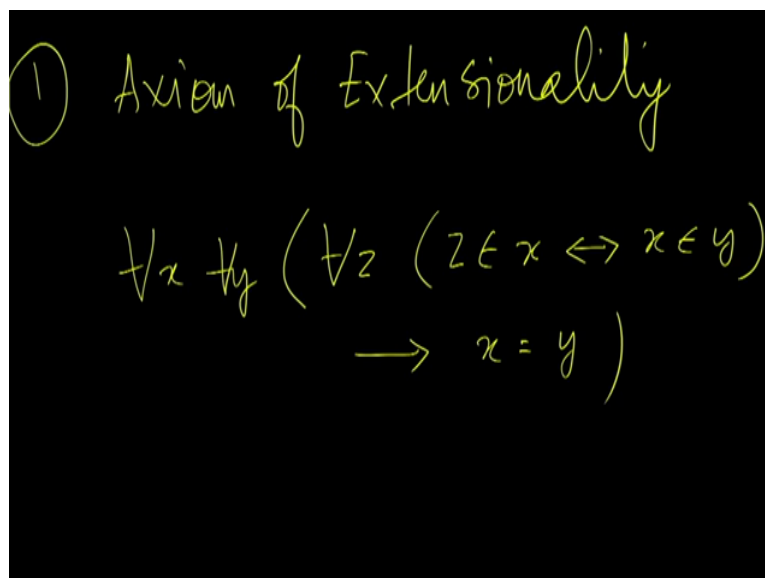 ① Axiom of Extensionality
∀x ∀y (∀z (z ∈ x ↔ x ∈ y)
→ x = y)